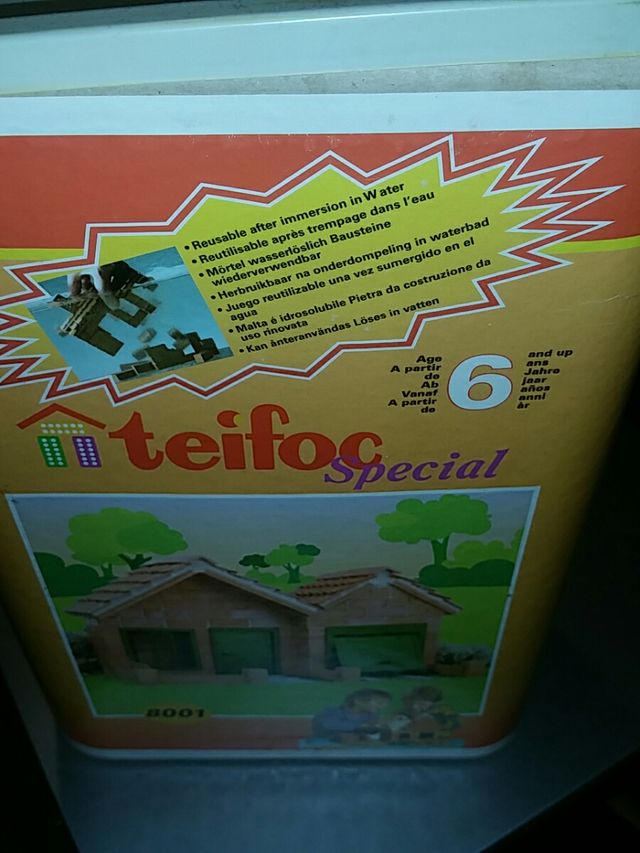 • Reusable after immersion in Water
• Reutilisable après trempage dans l'eau
• Mörtel wasserlöslich Bausteine
wiederverwendbar
• Herbruikbaar na onderdompeling in waterbad
• Juego reutilizable una vez sumergido en el
agua
• Malta é idrosolubile Pietra da costruzione da
uso rinovata
• Kan ånteranvändas Löses in vatten
Age
A partir
de
Ab
Vanaf
A partir
de
6
and up
ans
Jahre
jaar
años
anni
år
teifoc
Special
8001